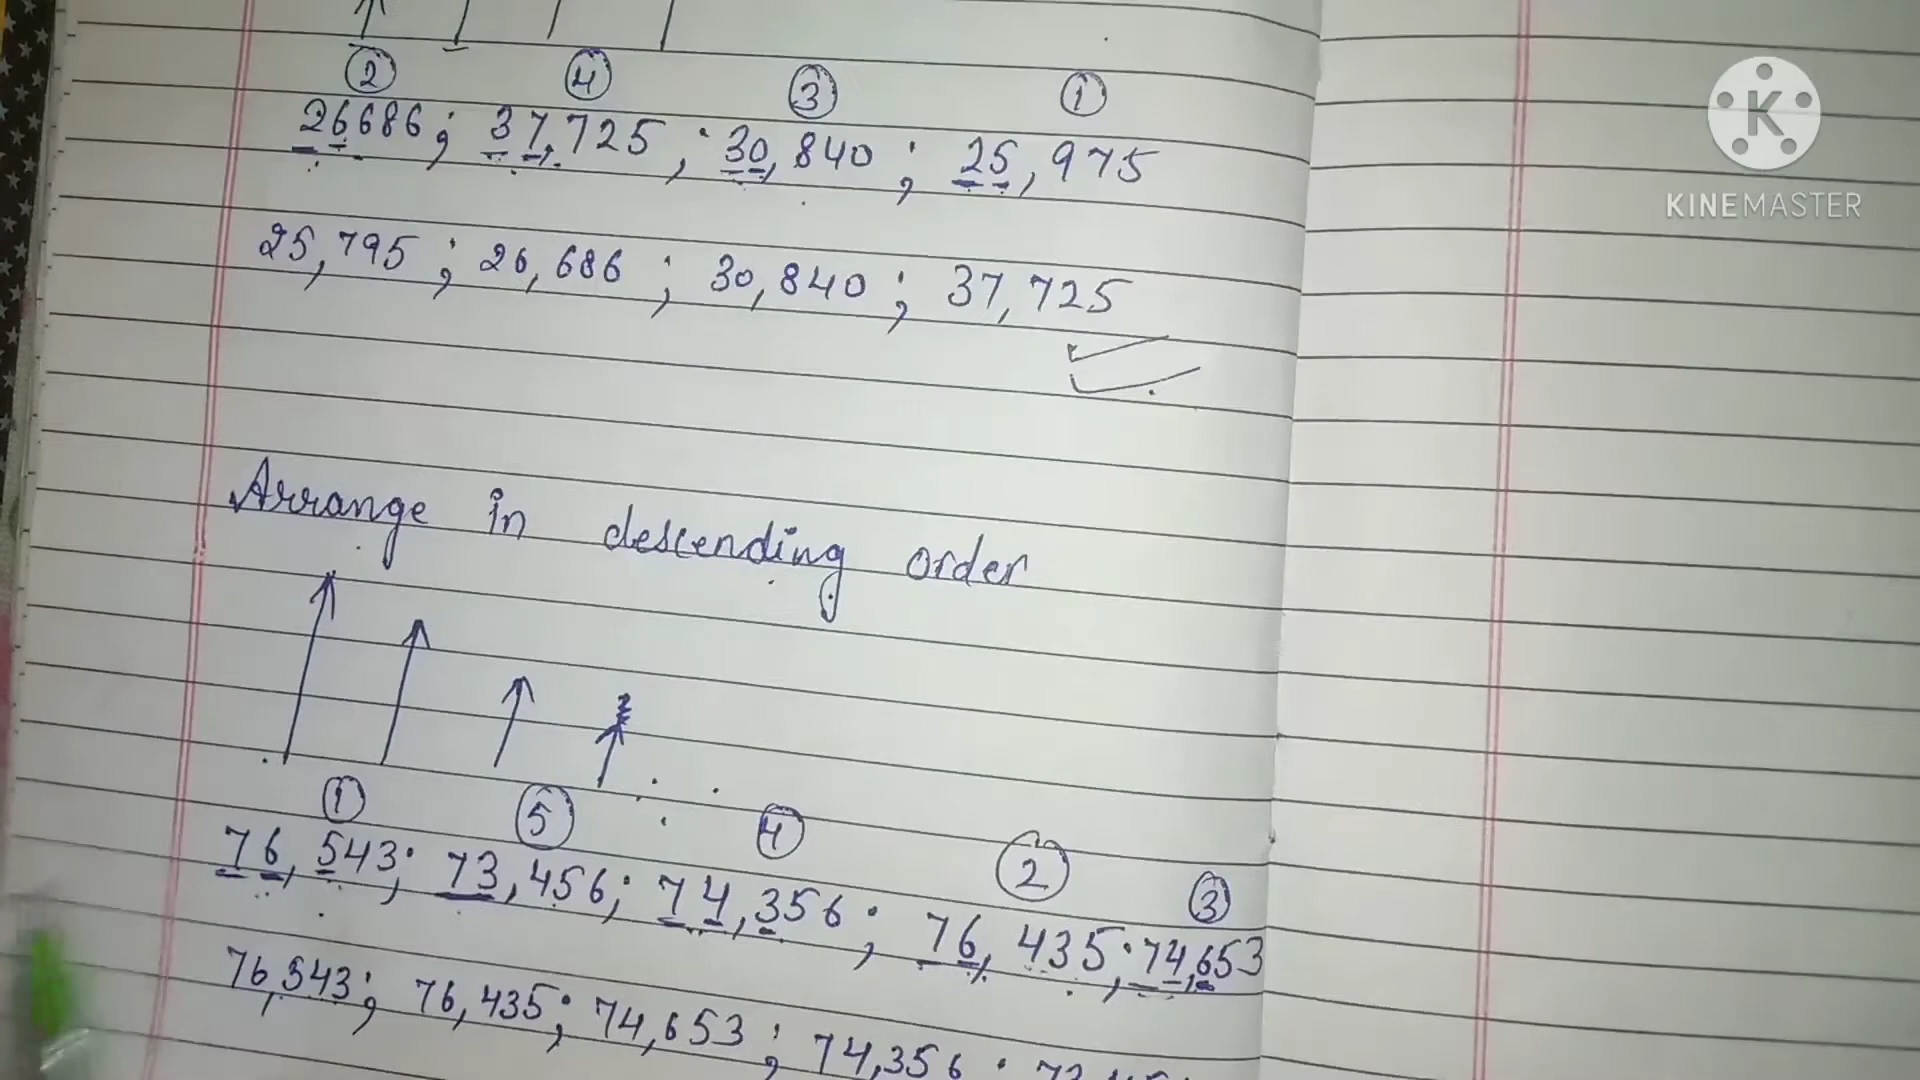 2 4 3 1
26686; 37,725; 30,840; 25,975
25,795; 26,686; 30,840; 37,725
Arrange in descending order
1 5 4 2 3
76,543; 73,456; 74,356; 76,435; 74,653
76,543; 76,435; 74,653; 74,356;
K
KINEMASTER